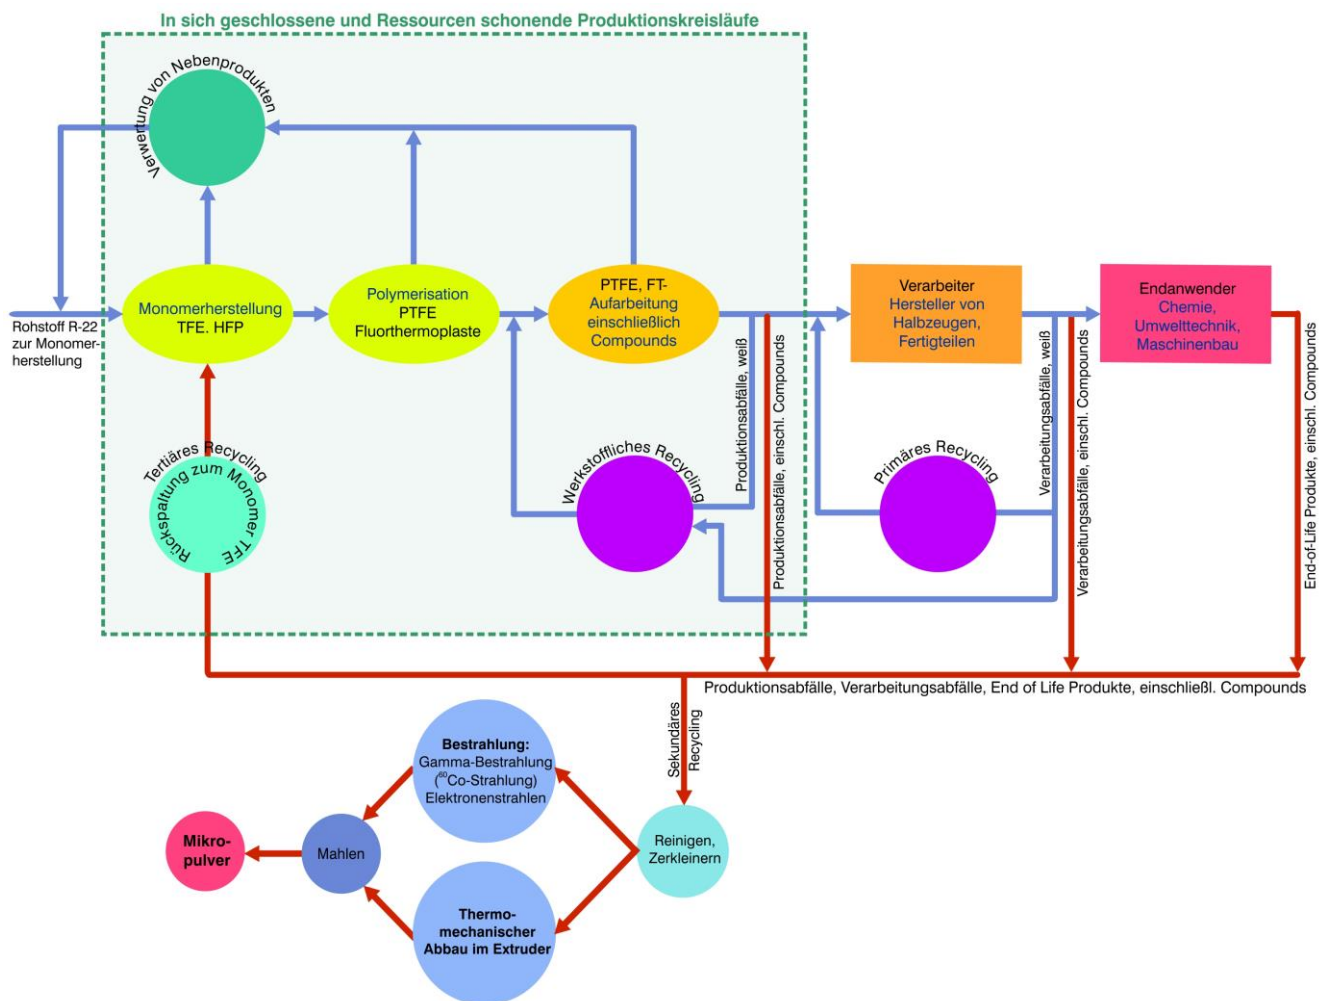 In sich geschlossene und Ressourcen schonende Produktionskreisläufe
Verwertung von Nebenprodukten
Rohstoff R-22
zur Monomer-
herstellung
Monomerherstellung
TFE. HFP
Polymerisation
PTFE
Fluorthermoplaste
PTFE, FT-
Aufarbeitung
einschließlich
Compounds
Verarbeiter
Hersteller von
Halbzeugen,
Fertigteilen
Endanwender
Chemie,
Umwelttechnik,
Maschinenbau
Tertiäres Recycling
Rückspaltung zum Monomer TFE
Werkstoffliches Recycling
Produktionsabfälle, weiß
Produktionsabfälle, einschl. Compounds
Primäres Recycling
Verarbeitungsabfälle, weiß
Verarbeitungsabfälle, einschl. Compounds
End-of-Life Produkte, einschl. Compounds
Produktionsabfälle, Verarbeitungsabfälle, End of Life Produkte, einschließl. Compounds
Sekundäres
Recycling
Bestrahlung:
Gamma-Bestrahlung
(⁶⁰Co-Strahlung)
Elektronenstrahlen
Mikro-
pulver
Mahlen
Reinigen,
Zerkleinern
Thermo-
mechanischer
Abbau im Extruder